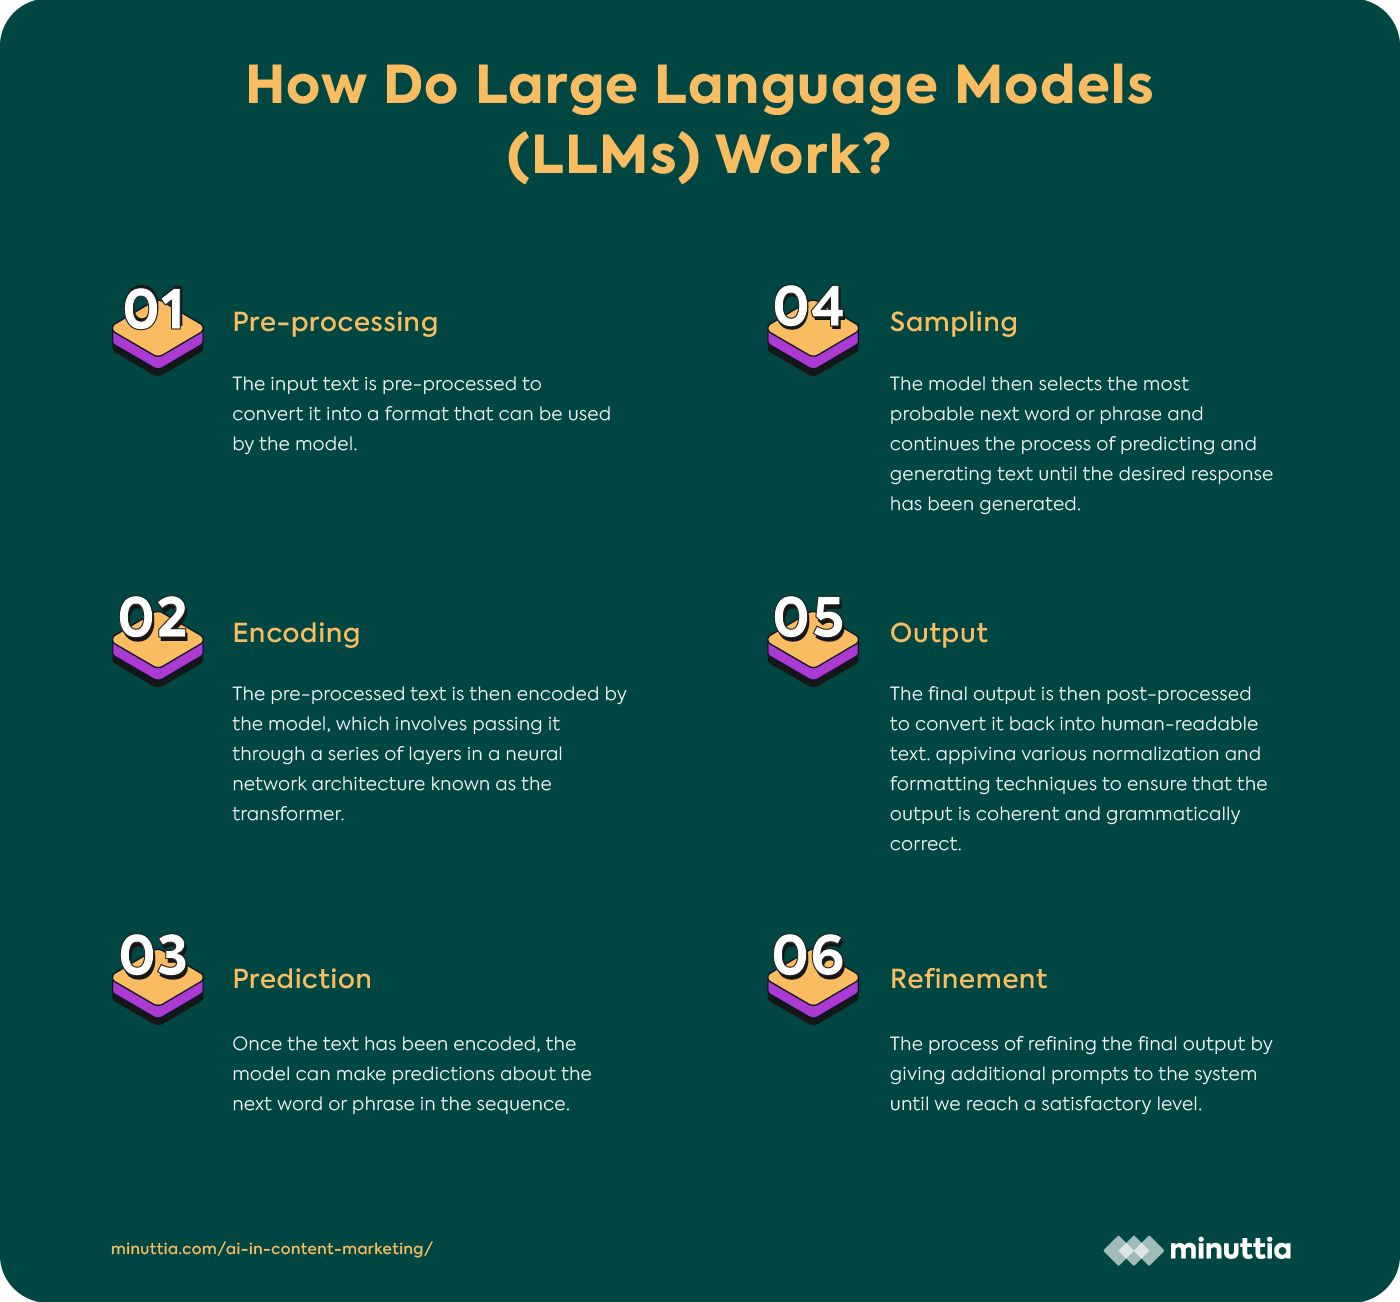 How Do Large Language Models
(LLMs) Work?
01
Pre-processing
The input text is pre-processed to
convert it into a format that can be used
by the model.
02
Encoding
The pre-processed text is then encoded by
the model, which involves passing it
through a series of layers in a neural
network architecture known as the
transformer.
03
Prediction
Once the text has been encoded, the
model can make predictions about the
next word or phrase in the sequence.
04
Sampling
The model then selects the most
probable next word or phrase and
continues the process of predicting and
generating text until the desired response
has been generated.
05
Output
The final output is then post-processed
to convert it back into human-readable
text. appivina various normalization and
formatting techniques to ensure that the
output is coherent and grammatically
correct.
06
Refinement
The process of refining the final output by
giving additional prompts to the system
until we reach a satisfactory level.
minuttia.com/ai-in-content-marketing/
minuttia